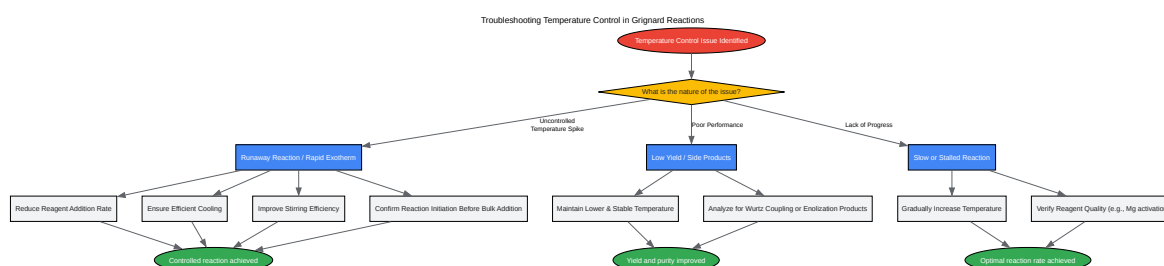 Troubleshooting Temperature Control in Grignard Reactions
Temperature Control Issue Identified
What is the nature of the issue?
Uncontrolled
Temperature Spike
Poor Performance
Lack of Progress
Runaway Reaction / Rapid Exotherm
Low Yield / Side Products
Slow or Stalled Reaction
Reduce Reagent Addition Rate
Ensure Efficient Cooling
Improve Stirring Efficiency
Confirm Reaction Initiation Before Bulk Addition
Maintain Lower & Stable Temperature
Analyze for Wurtz Coupling or Enolization Products
Gradually Increase Temperature
Verify Reagent Quality (e.g., Mg activatio
Controlled reaction achieved
Yield and purity improved
Optimal reaction rate achieved